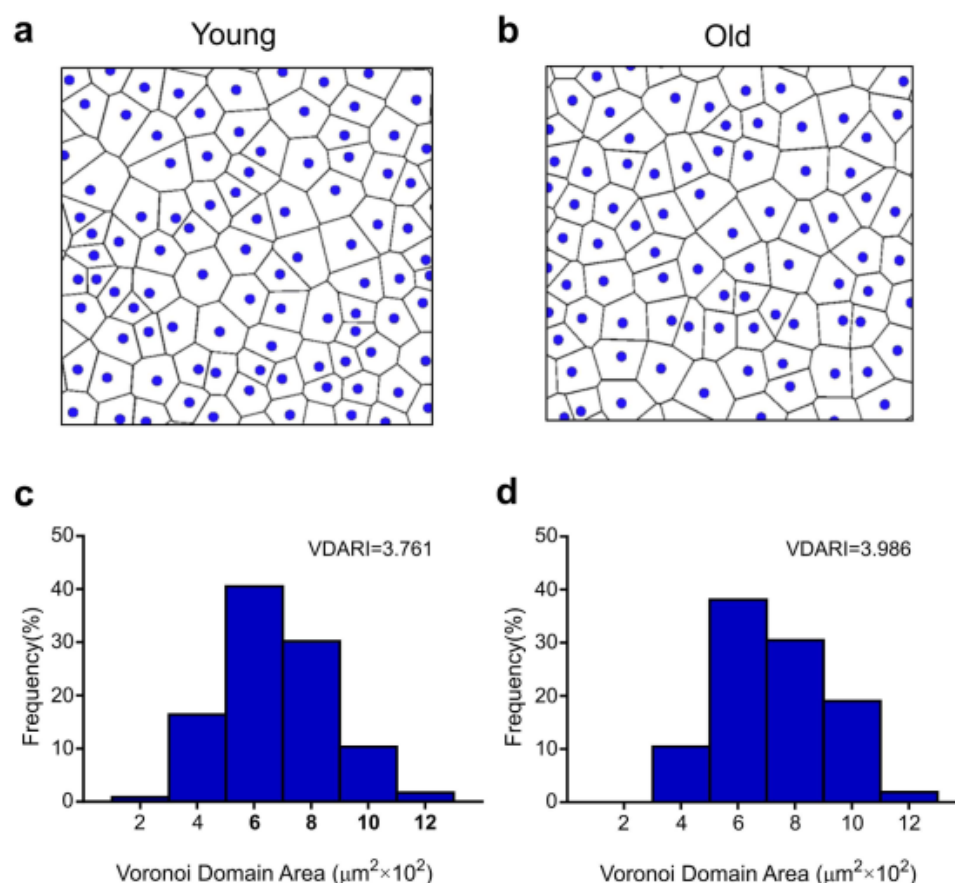 a
Young
b
Old
c
50
40
30
20
10
0
Frequency(%)
VDARI=3.761
2 4 6 8 10 12
Voronoi Domain Area (μm²×10²)
d
50
40
30
20
10
0
Frequency(%)
VDARI=3.986
2 4 6 8 10 12
Voronoi Domain Area (μm²×10²)